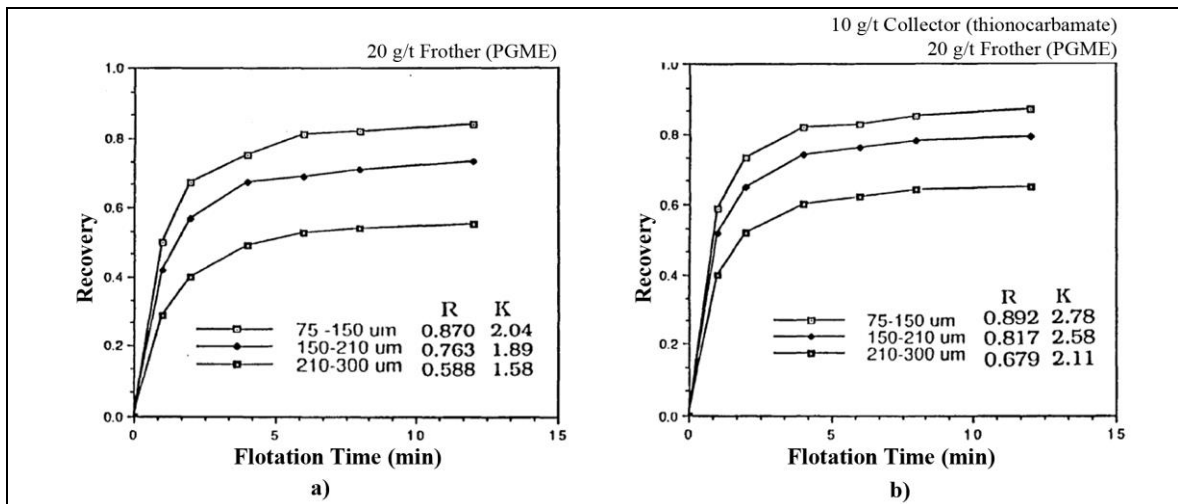 20 g/t Frother (PGME)
1.0
0.8
0.6
0.4
0.2
0.0
Recovery
R K
75 -150 um 0.870 2.04
150-210 um 0.763 1.89
210-300 um 0.588 1.58
0 5 10 15
Flotation Time (min)
a)
10 g/t Collector (thionocarbamate)
20 g/t Frother (PGME)
1.0
0.8
0.6
0.4
0.2
0.0
Recovery
R K
75-150 um 0.892 2.78
150-210 um 0.817 2.58
210-300 um 0.679 2.11
0 5 10 15
Flotation Time (min)
b)